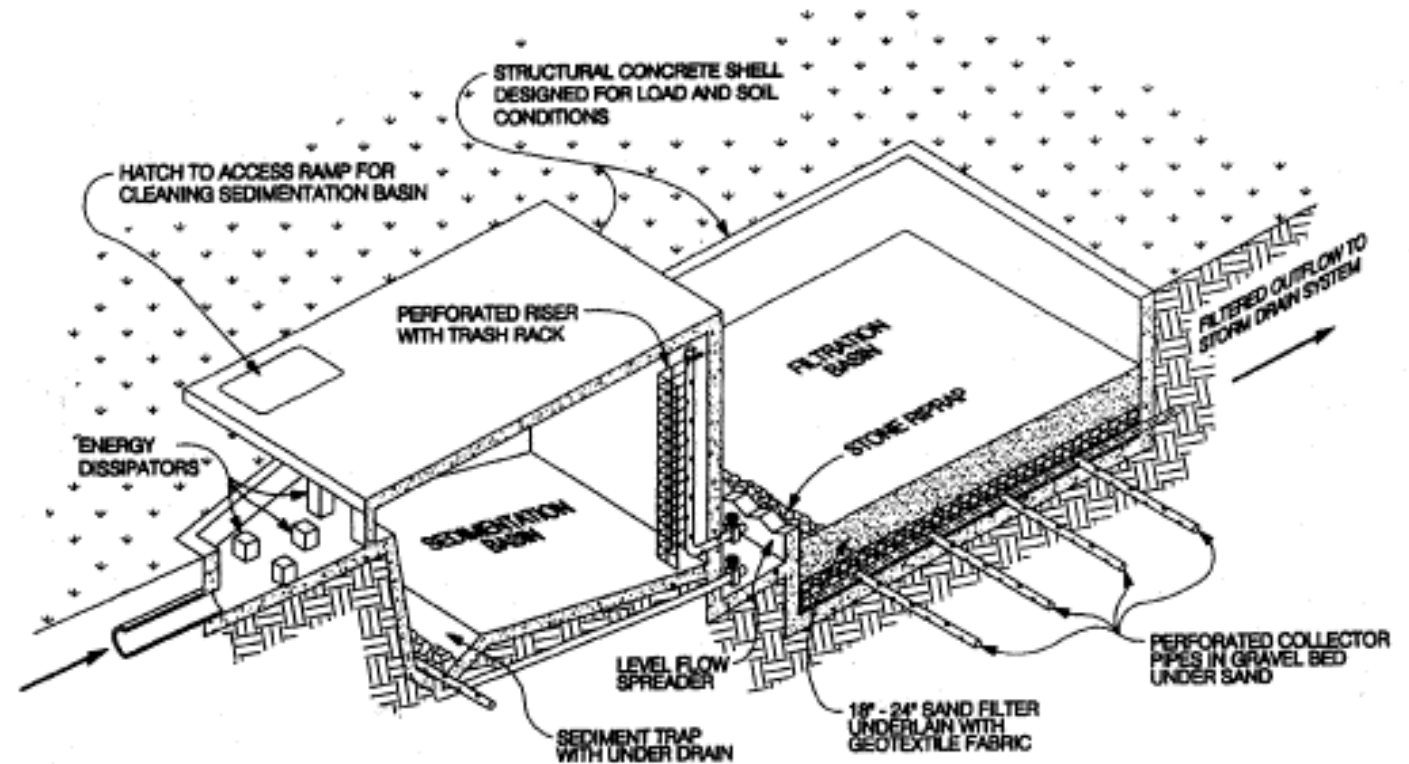 STRUCTURAL CONCRETE SHELL
DESIGNED FOR LOAD AND SOIL
CONDITIONS
HATCH TO ACCESS RAMP FOR
CLEANING SEDIMENTATION BASIN
PERFORATED RISER
WITH TRASH RACK
FILTRATION
BASIN
FILTERED OUTFLOW TO
STORM DRAIN SYSTEM
STONE RIPRAP
ENERGY
DISSIPATORS
SEDIMENTATION
BASIN
LEVEL FLOW
SPREADER
PERFORATED COLLECTOR
PIPES IN GRAVEL BED
UNDER SAND
SEDIMENT TRAP
WITH UNDER DRAIN
18" - 24" SAND FILTER
UNDERLAIN WITH
GEOTEXTILE FABRIC